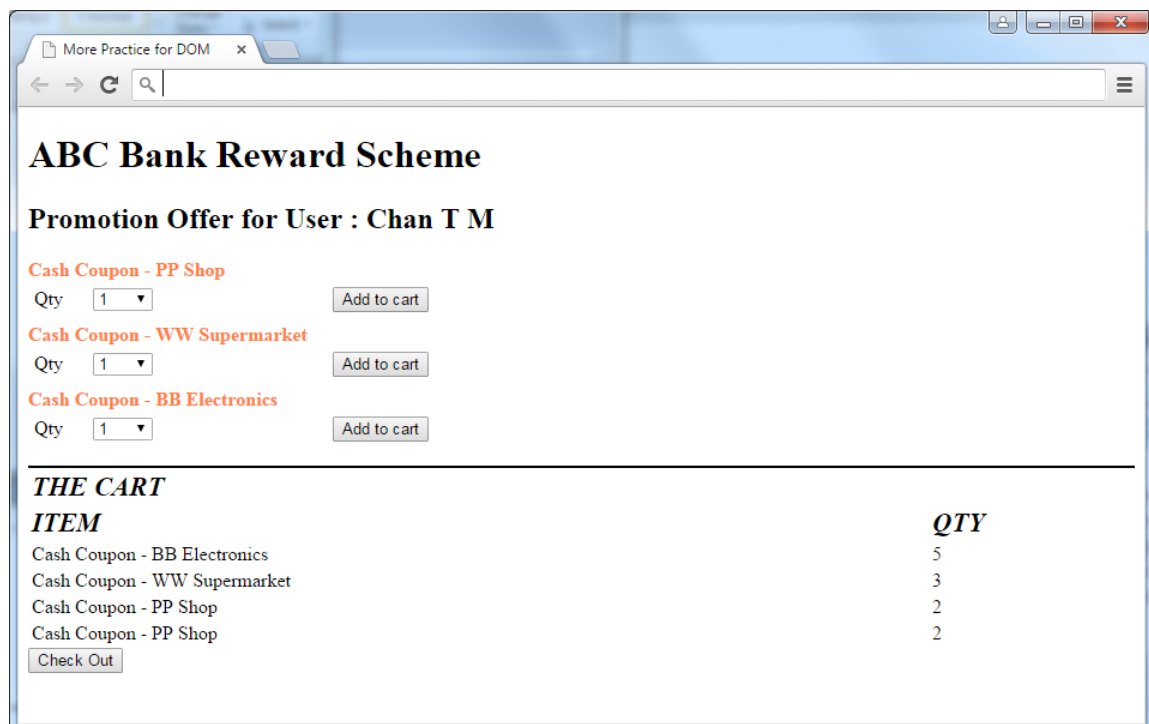 More Practice for DOM
ABC Bank Reward Scheme
Promotion Offer for User : Chan T M
Cash Coupon - PP Shop
Qty 1 Add to cart
Cash Coupon - WW Supermarket
Qty 1 Add to cart
Cash Coupon - BB Electronics
Qty 1 Add to cart
THE CART
ITEM QTY
Cash Coupon - BB Electronics 5
Cash Coupon - WW Supermarket 3
Cash Coupon - PP Shop 2
Cash Coupon - PP Shop 2
Check Out